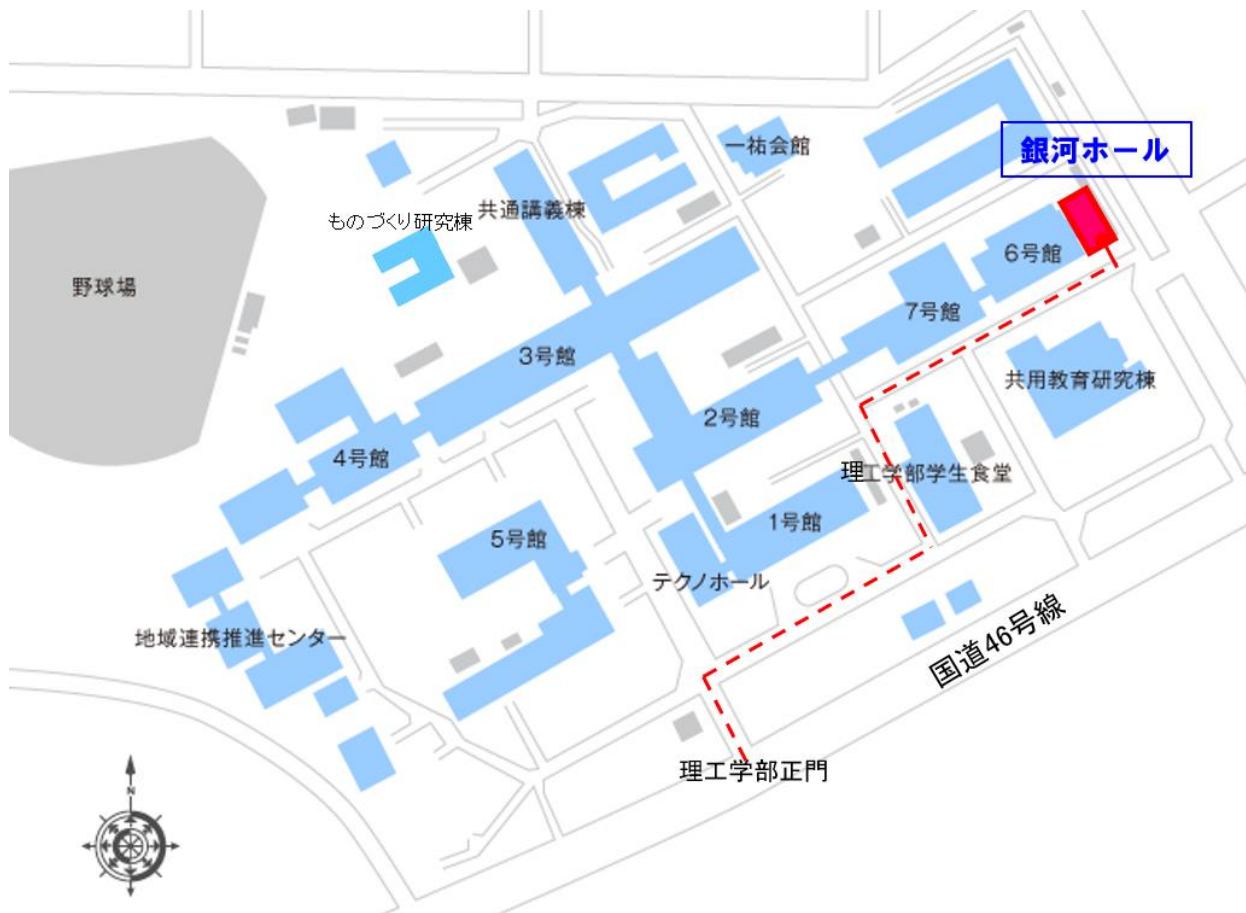 一祐会館
銀河ホール
ものづくり研究棟
共通講義棟
6号館
野球場
7号館
3号館
共用教育研究棟
2号館
4号館
理工学部学生食堂
1号館
5号館
テクノホール
地域連携推進センター
国道46号線
理工学部正門
N